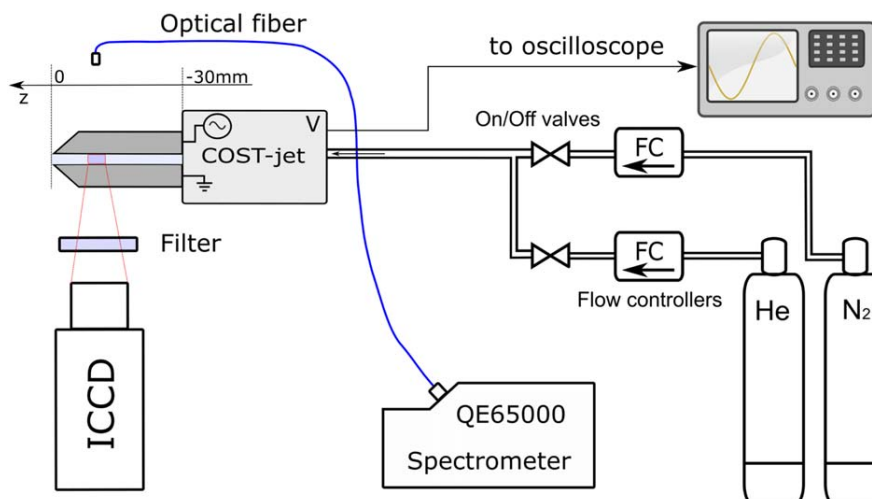 Optical fiber
to oscilloscope
0
-30mm
z
V
COST-jet
On/Off valves
FC
Filter
FC
Flow controllers
He
N2
ICCD
QE65000
Spectrometer